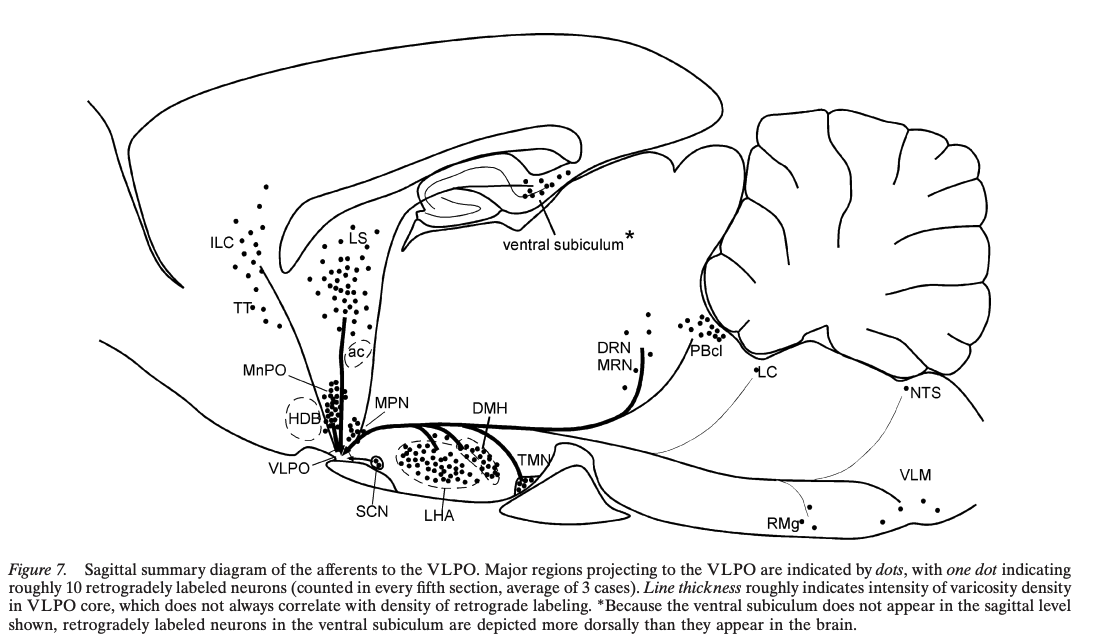 LS
ILC
ventral subiculum*
TT
ac
DRN
MRN
PBcl
MnPO
LC
NTS
MPN
DMH
HDB
TMN
VLPO
VLM
SCN
LHA
RMg
Figure 7. Sagittal summary diagram of the afferents to the VLPO. Major regions projecting to the VLPO are indicated by dots, with one dot indicating
roughly 10 retrogradely labeled neurons (counted in every fifth section, average of 3 cases). Line thickness roughly indicates intensity of varicosity density
in VLPO core, which does not always correlate with density of retrograde labeling. *Because the ventral subiculum does not appear in the sagittal level
shown, retrogradely labeled neurons in the ventral subiculum are depicted more dorsally than they appear in the brain.